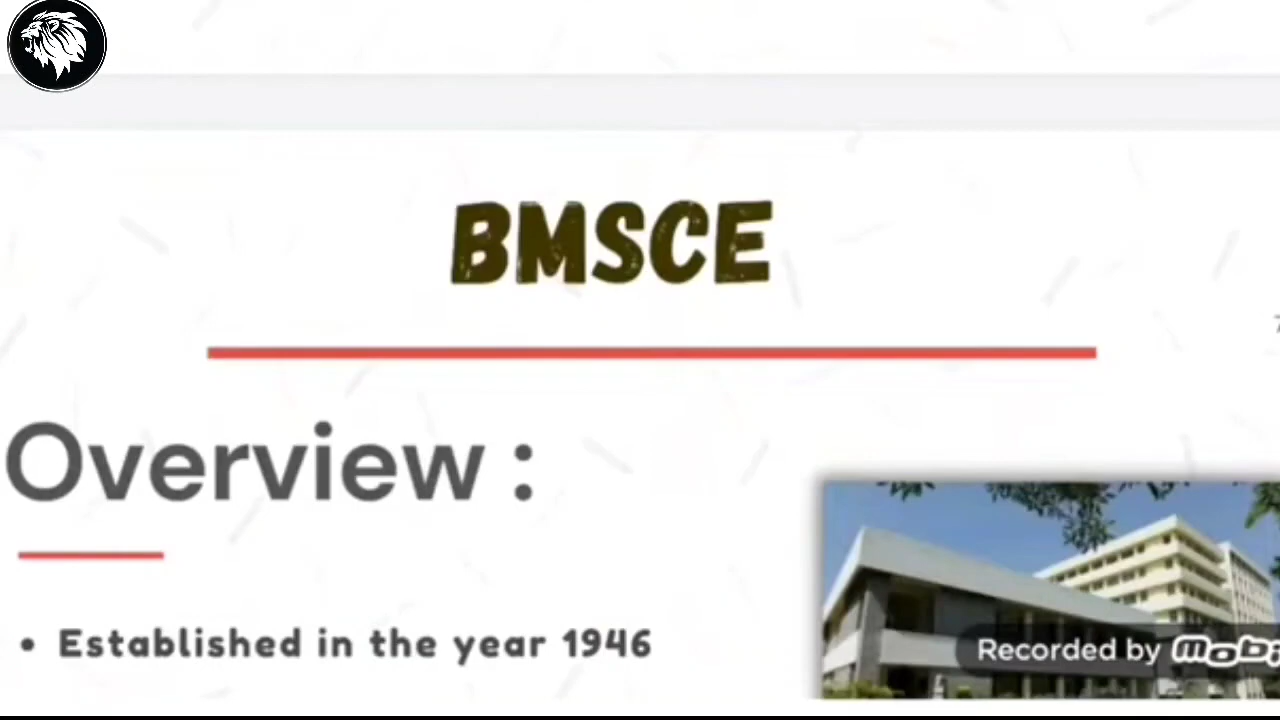 BMSCE
Overview :
• Established in the year 1946
Recorded by